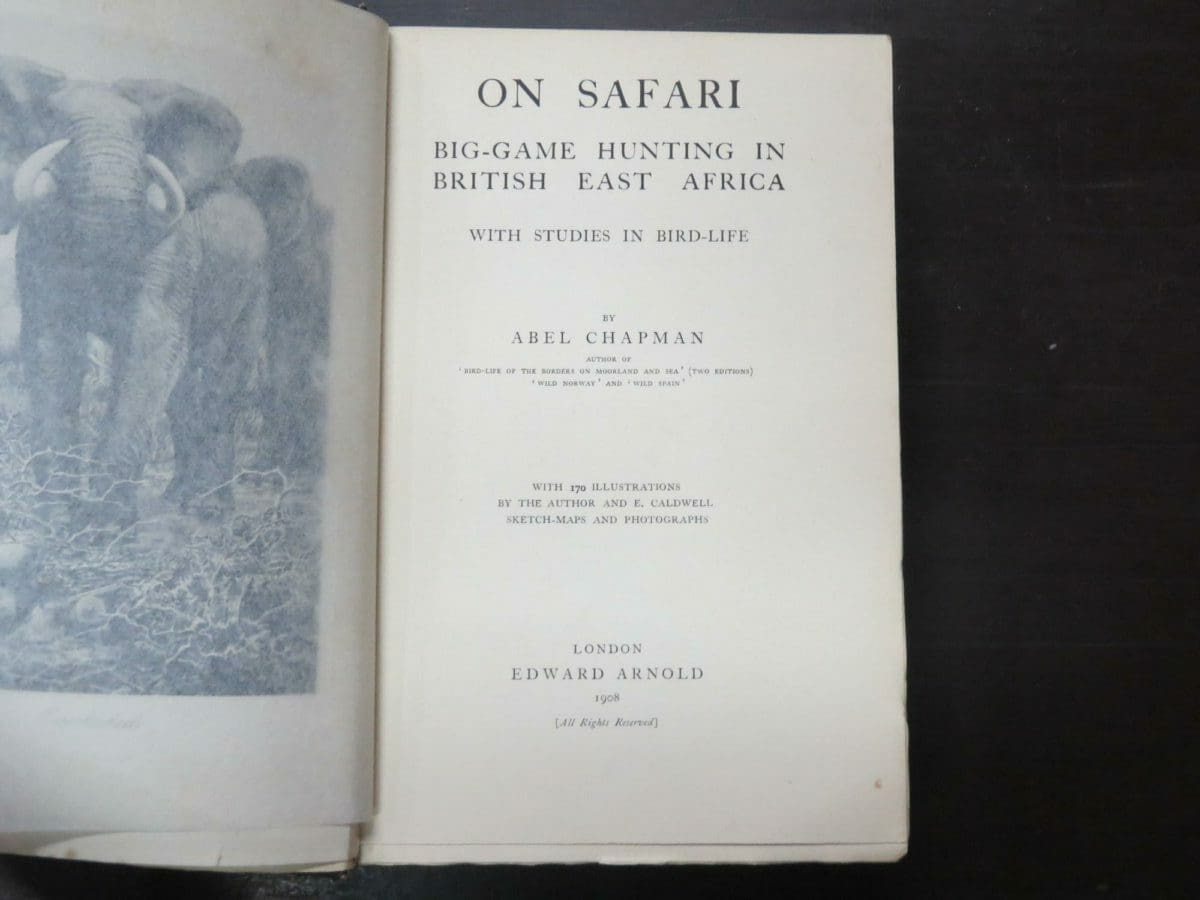 ON SAFARI
BIG-GAME HUNTING IN
BRITISH EAST AFRICA
WITH STUDIES IN BIRD-LIFE
BY
ABEL CHAPMAN
AUTHOR OF
'BIRD-LIFE OF THE BORDERS ON MOORLAND AND SEA' (TWO EDITIONS)
'WILD NORWAY' AND 'WILD SPAIN'
WITH 170 ILLUSTRATIONS
BY THE AUTHOR AND E. CALDWELL
SKETCH-MAPS AND PHOTOGRAPHS
LONDON
EDWARD ARNOLD
1908
[All Rights Reserved]